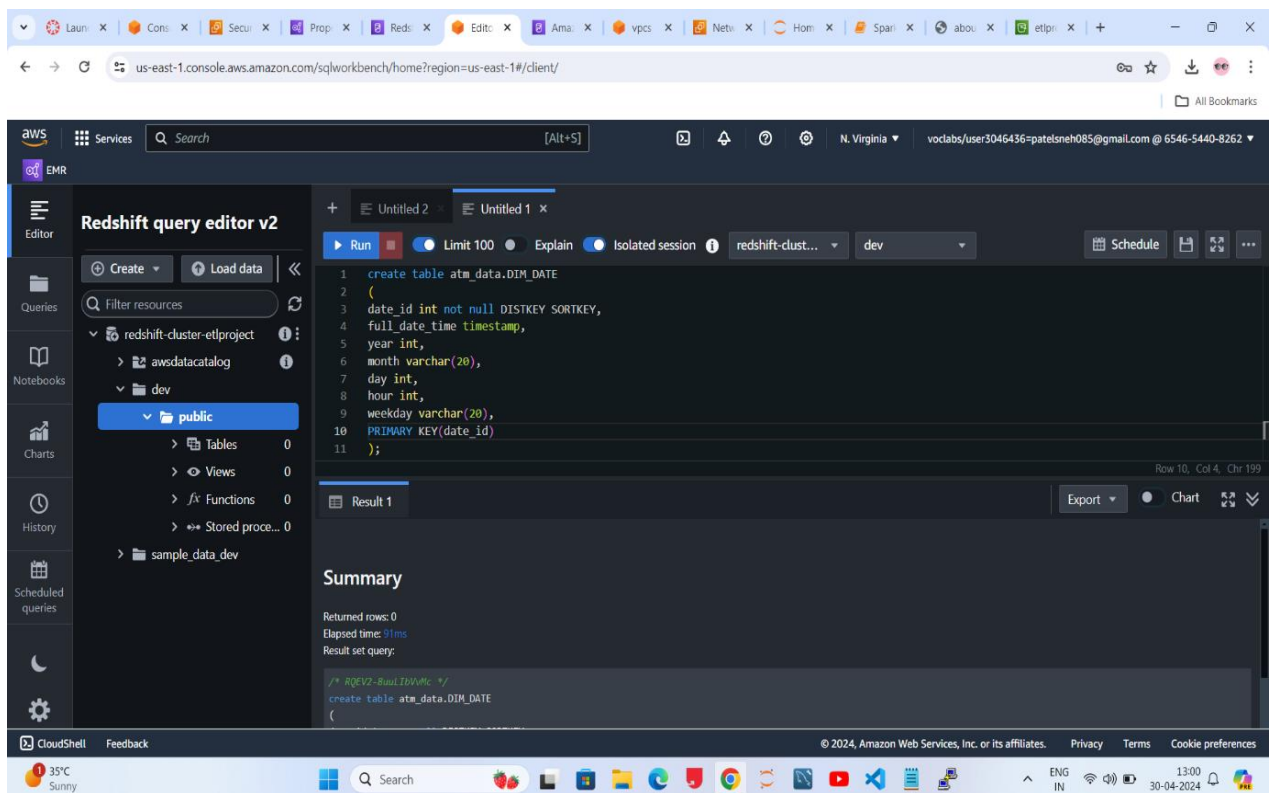 Laun
Cons
Secur
Prop
Reds
Edito
Ama
vpcs
Netw
Hom
Spar
abou
etlpr
us-east-1.console.aws.amazon.com/sqlworkbench/home?region=us-east-1#/client/
All Bookmarks
aws Services Search [Alt+S] N. Virginia voclabs/user3046436=patelsneh085@gmail.com @ 6546-5440-8262
EMR
Editor
Queries
Notebooks
Charts
History
Scheduled
queries
Redshift query editor v2
Create Load data
Filter resources
redshift-cluster-etlproject
awsdatacatalog
dev
public
Tables 0
Views 0
fx Functions 0
Stored proce... 0
sample_data_dev
+ Untitled 2 Untitled 1
Run Limit 100 Explain Isolated session redshift-clust... dev Schedule
1 create table atm_data.DIM_DATE
2 (
3 date_id int not null DISTKEY SORTKEY,
4 full_date_time timestamp,
5 year int,
6 month varchar(20),
7 day int,
8 hour int,
9 weekday varchar(20),
10 PRIMARY KEY(date_id)
11 );
Row 10, Col 4, Chr 199
Result 1 Export Chart
Summary
Returned rows: 0
Elapsed time: 91ms
Result set query:
create table atm_data.DIM_DATE
(
CloudShell Feedback © 2024, Amazon Web Services, Inc. or its affiliates. Privacy Terms Cookie preferences
1 35°C
Sunny
Search
PRE
ENG
IN
13:00
30-04-2024